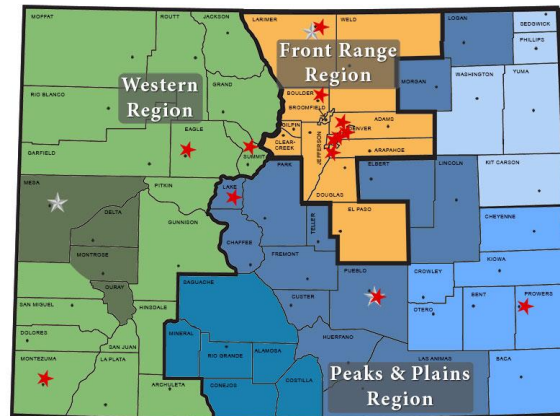 MOFFAT
ROUTT
JACKSON
LARIMER
WELD
LOGAN
SEDGWICK
PHILLIPS
Front Range
Region
MORGAN
WASHINGTON
YUMA
RIO BLANCO
Western
Region
GRAND
BOULDER
BROOMFIELD
GILPIN
CLEAR-
CREEK
JEFFERSON
DENVER
ADAMS
ARAPAHOE
GARFIELD
EAGLE
SUMMIT
PARK
DOUGLAS
ELBERT
LINCOLN
KIT CARSON
MESA
PITKIN
LAKE
DELTA
GUNNISON
CHAFFEE
TELLER
EL PASO
CHEYENNE
MONTROSE
FREMONT
KIOWA
OURAY
SAGUACHE
CUSTER
PUEBLO
CROWLEY
OTERO
BENT
PROWERS
SAN MIGUEL
HINSDALE
DOLORES
SAN JUAN
MINERAL
RIO GRANDE
ALAMOSA
HUERFANO
MONTEZUMA
LA PLATA
ARCHULETA
CONEJOS
COSTILLA
LAS ANIMAS
BACA
Peaks & Plains
Region